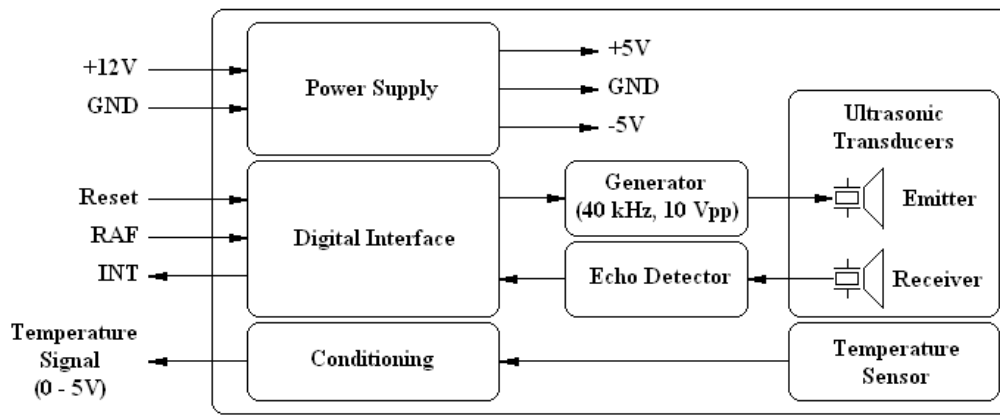 +12V
GND
Power Supply
+5V
GND
-5V
Reset
RAF
INT
Digital Interface
Generator
(40 kHz, 10 Vpp)
Echo Detector
Ultrasonic
Transducers
Emitter
Receiver
Temperature
Signal
(0 - 5V)
Conditioning
Temperature
Sensor